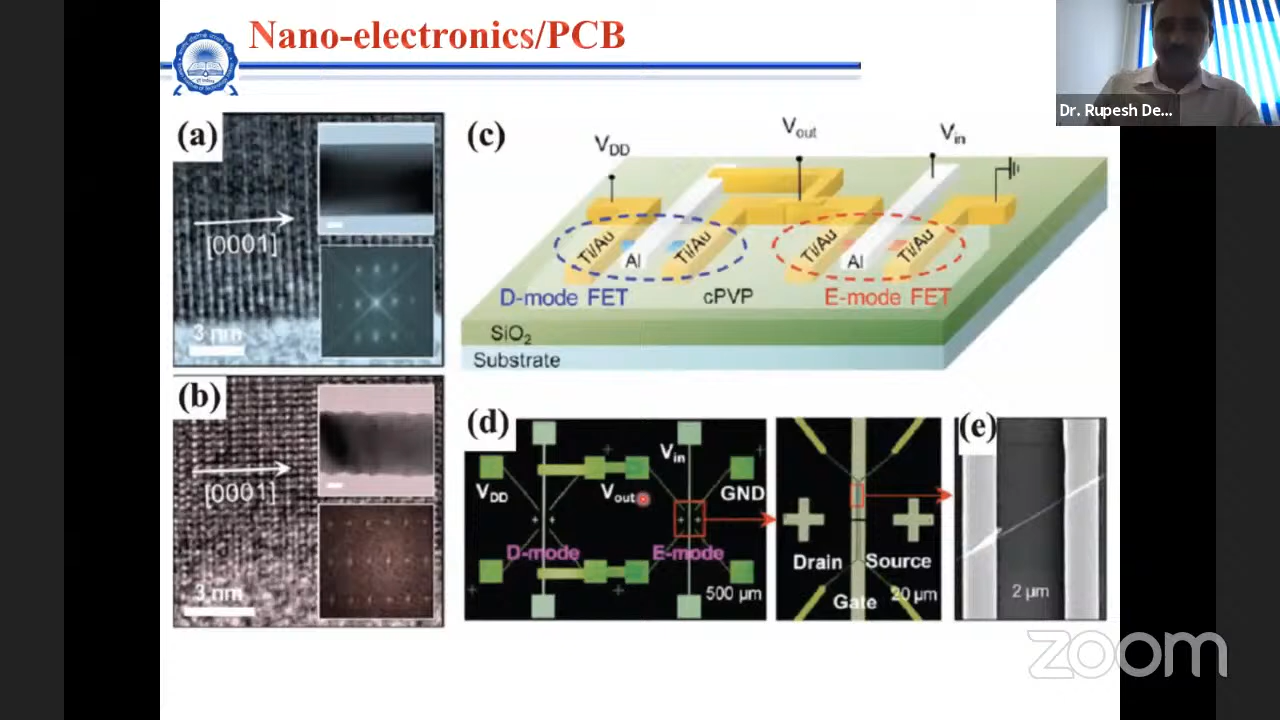 Nano-electronics/PCB
Dr. Rupesh De...
(a)
[0001]
3 nm
(b)
[0001]
3 nm
(c)
V_DD
V_out
V_in
Ti/Au
Al
Ti/Au
Ti/Au
Al
Ti/Au
D-mode FET
cPVP
E-mode FET
SiO₂
Substrate
(d)
V_in
V_DD
V_out
GND
D-mode
E-mode
500 µm
Drain
Source
Gate
20 µm
(e)
2 µm
zoom